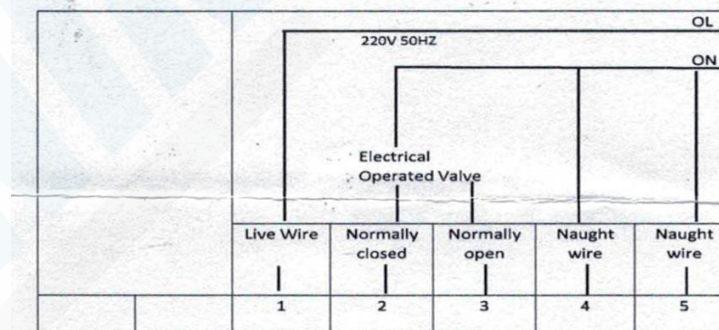 OL
220V 50HZ
ON
Electrical
Operated Valve
Live Wire
Normally
closed
Normally
open
Naught
wire
Naught
wire
1
2
3
4
5